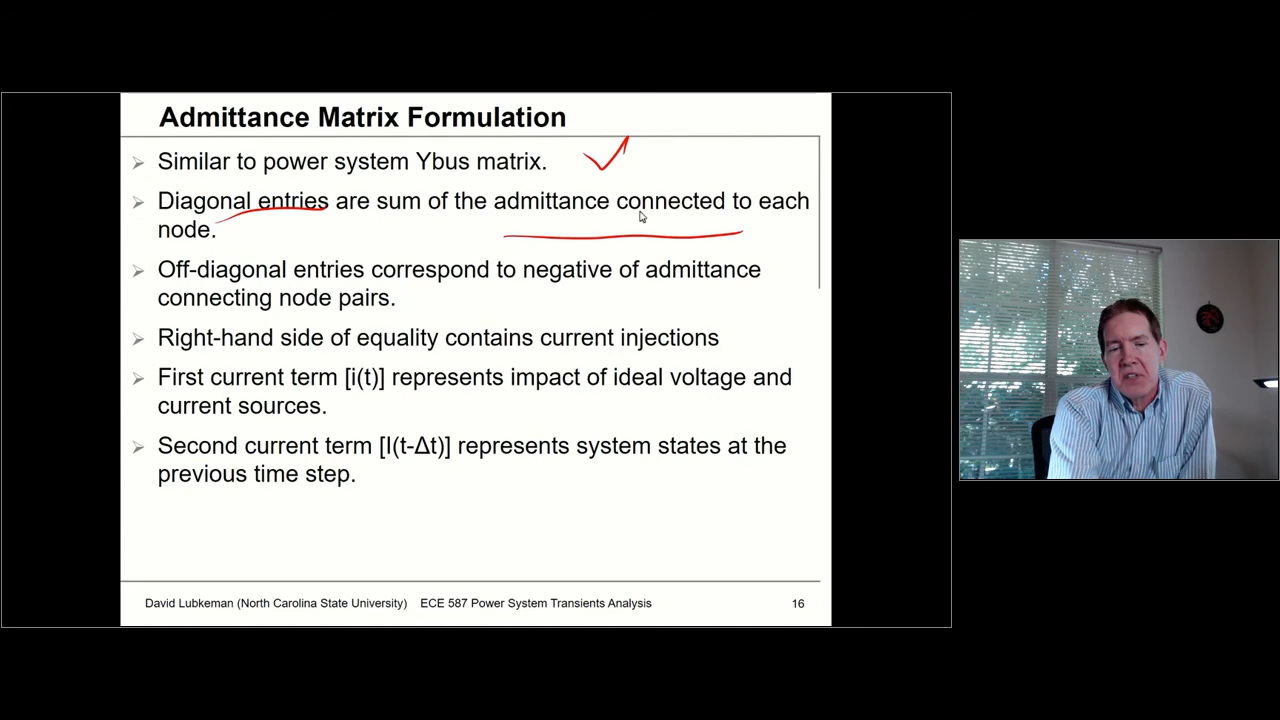 Admittance Matrix Formulation
Similar to power system Ybus matrix.
Diagonal entries are sum of the admittance connected to each
node.
Off-diagonal entries correspond to negative of admittance
connecting node pairs.
Right-hand side of equality contains current injections
First current term [i(t)] represents impact of ideal voltage and
current sources.
Second current term [I(t-Δt)] represents system states at the
previous time step.
David Lubkeman (North Carolina State University) ECE 587 Power System Transients Analysis 16